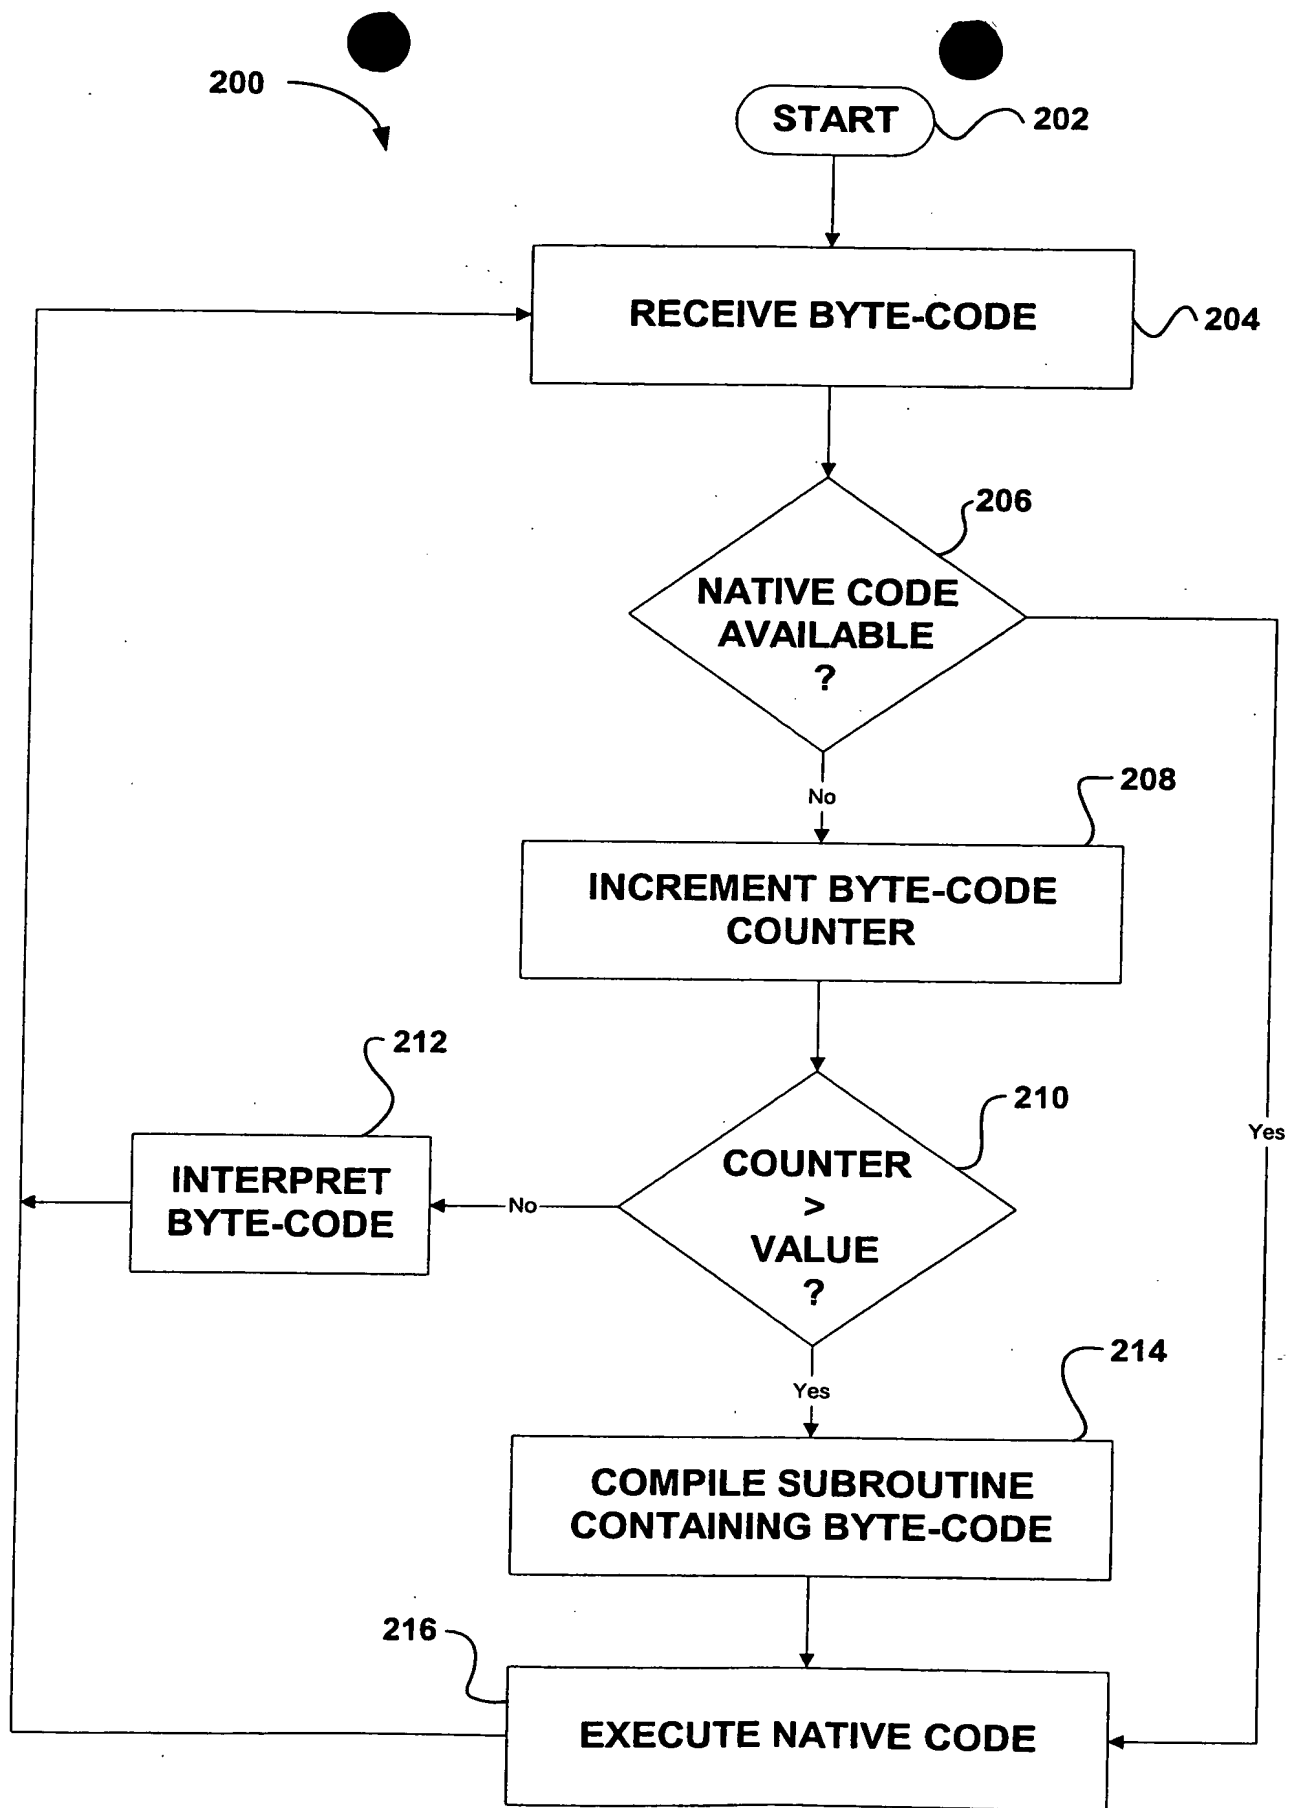 200
START
202
RECEIVE BYTE-CODE
204
206
NATIVE CODE
AVAILABLE
?
No
208
INCREMENT BYTE-CODE
COUNTER
212
210
Yes
COUNTER
>
VALUE
?
INTERPRET
BYTE-CODE
No
214
Yes
COMPILE SUBROUTINE
CONTAINING BYTE-CODE
216
EXECUTE NATIVE CODE